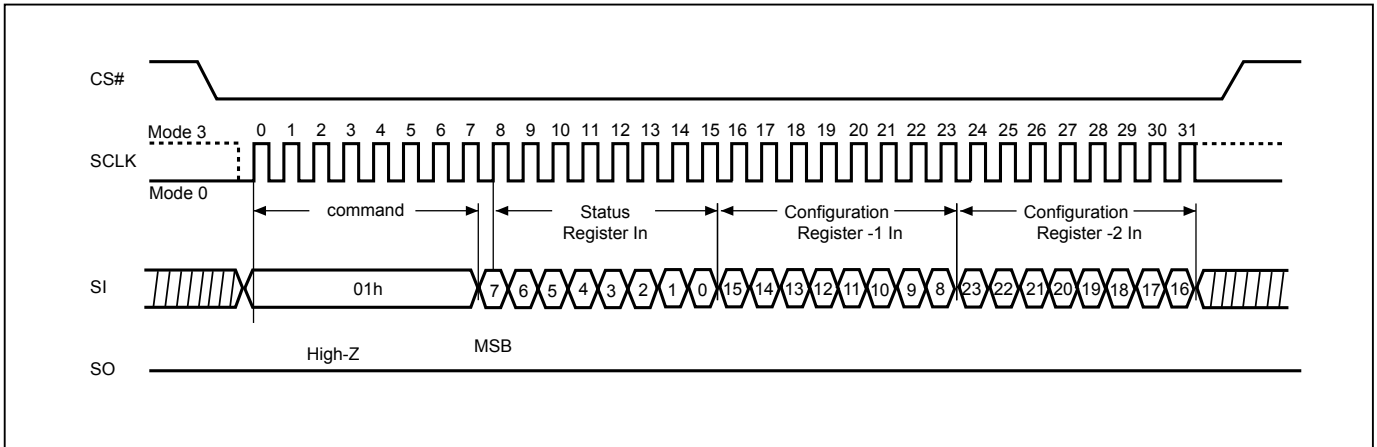 CS#
Mode 3
0 1 2 3 4 5 6 7 8 9 10 11 12 13 14 15 16 17 18 19 20 21 22 23 24 25 26 27 28 29 30 31
SCLK
Mode 0
command
Status
Register In
Configuration
Register -1 In
Configuration
Register -2 In
SI
01h
7 6 5 4 3 2 1 0 15 14 13 12 11 10 9 8 23 22 21 20 19 18 17 16
High-Z
MSB
SO